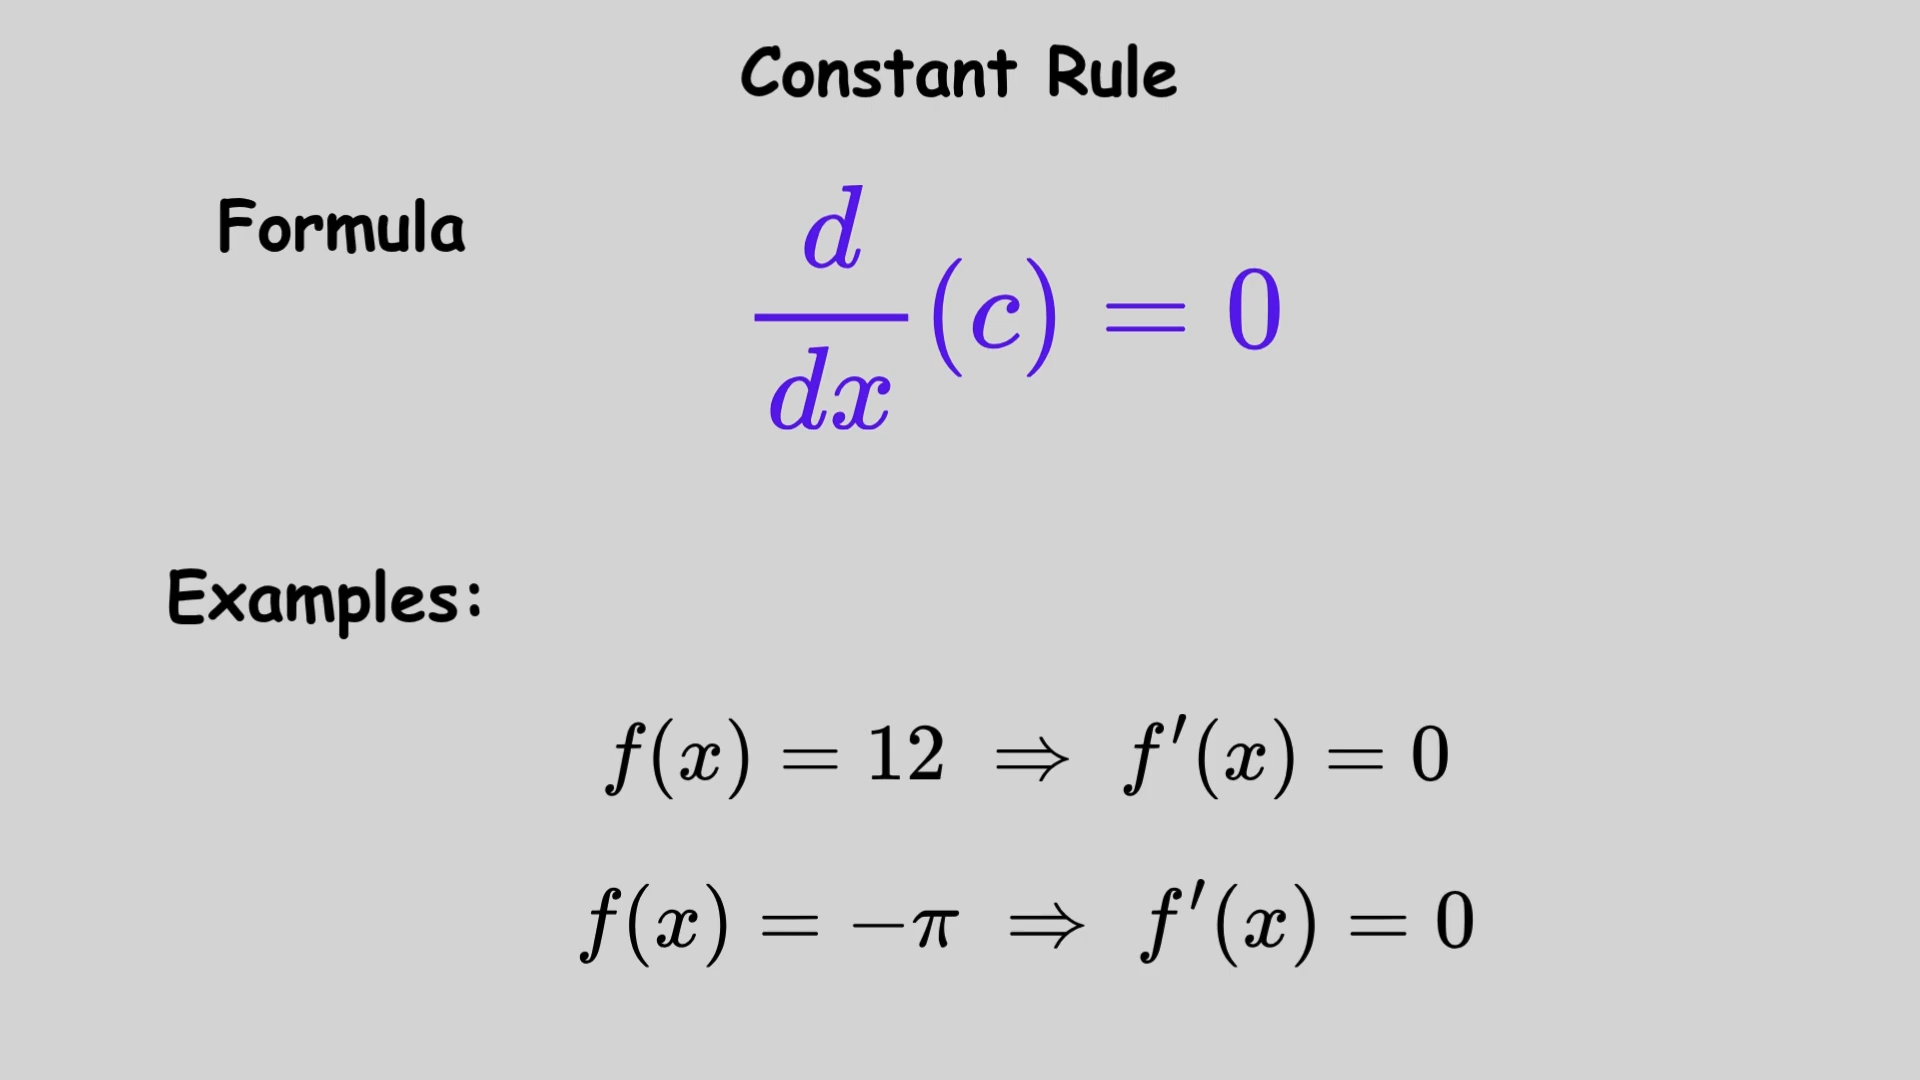 Constant Rule
Formula
d/dx (c) = 0
Examples:
f(x) = 12 ⇒ f′(x) = 0
f(x) = −π ⇒ f′(x) = 0